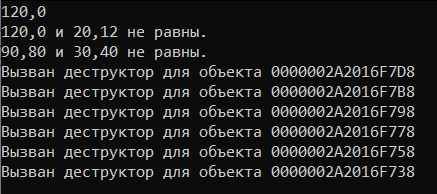 120,0
120,0 и 20,12 не равны.
90,80 и 30,40 не равны.
Вызван деструктор для объекта 0000002A2016F7D8
Вызван деструктор для объекта 0000002A2016F7B8
Вызван деструктор для объекта 0000002A2016F798
Вызван деструктор для объекта 0000002A2016F778
Вызван деструктор для объекта 0000002A2016F758
Вызван деструктор для объекта 0000002A2016F738